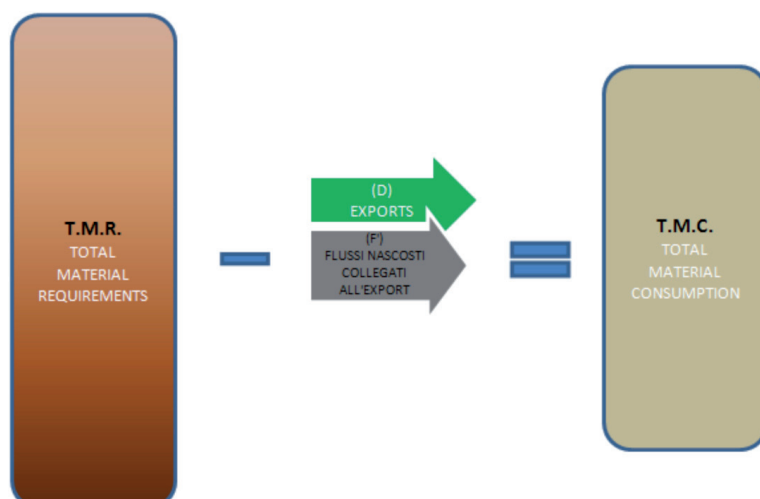 T.M.R.
TOTAL
MATERIAL
REQUIREMENTS
(D)
EXPORTS
(F')
FLUSSI NASCOSTI
COLLEGATI
ALL'EXPORT
T.M.C.
TOTAL
MATERIAL
CONSUMPTION